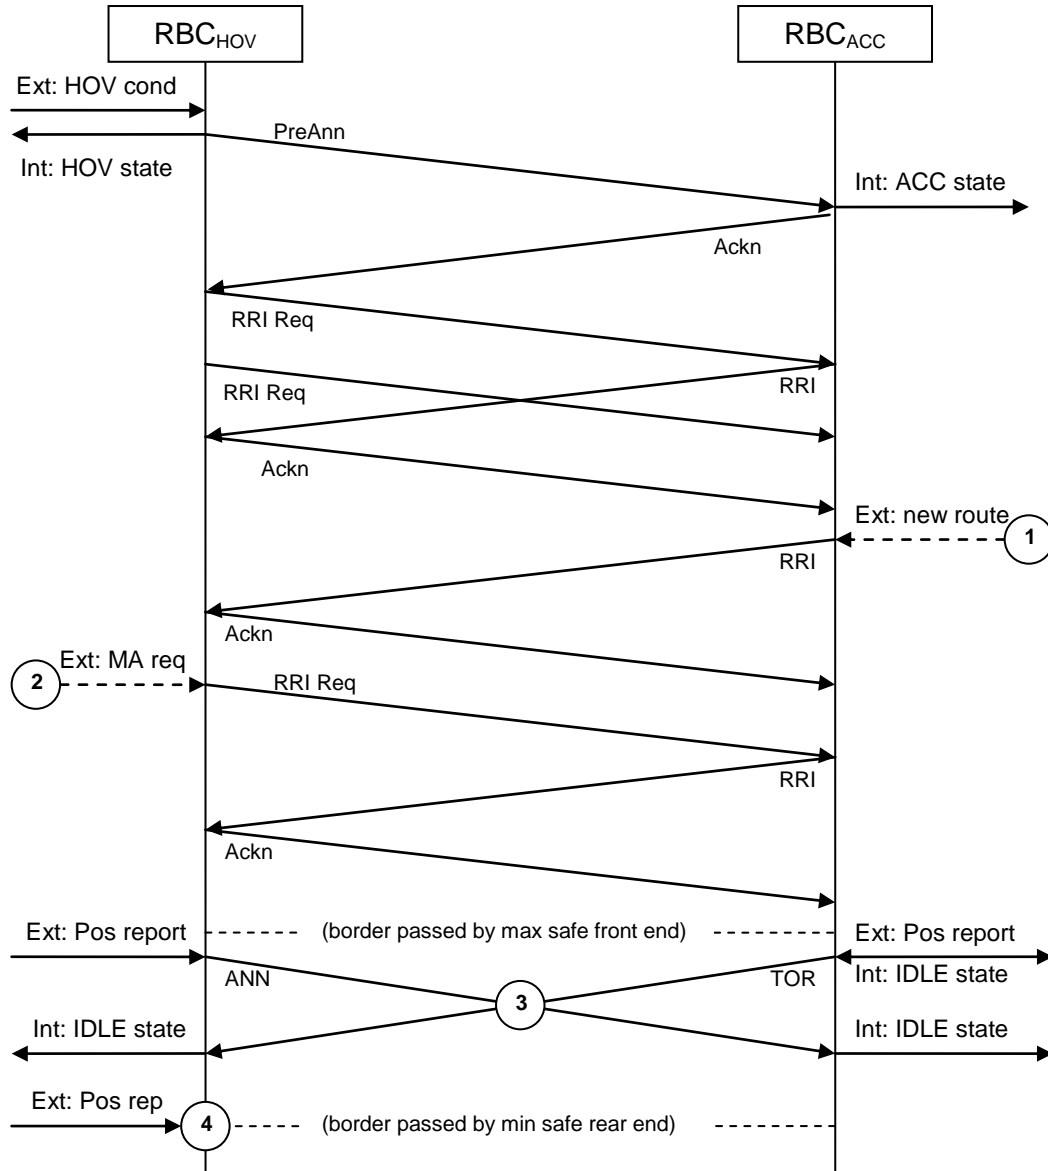 RBCHOV
RBCACC
Ext: HOV cond
PreAnn
Int: HOV state
Int: ACC state
Ackn
RRI Req
RRI Req
RRI
Ackn
Ext: new route
1
RRI
Ackn
Ext: MA req
2
RRI Req
RRI
Ackn
Ext: Pos report
(border passed by max safe front end)
Ext: Pos report
ANN
TOR
Int: IDLE state
3
Int: IDLE state
Int: IDLE state
Ext: Pos rep
4
(border passed by min safe rear end)